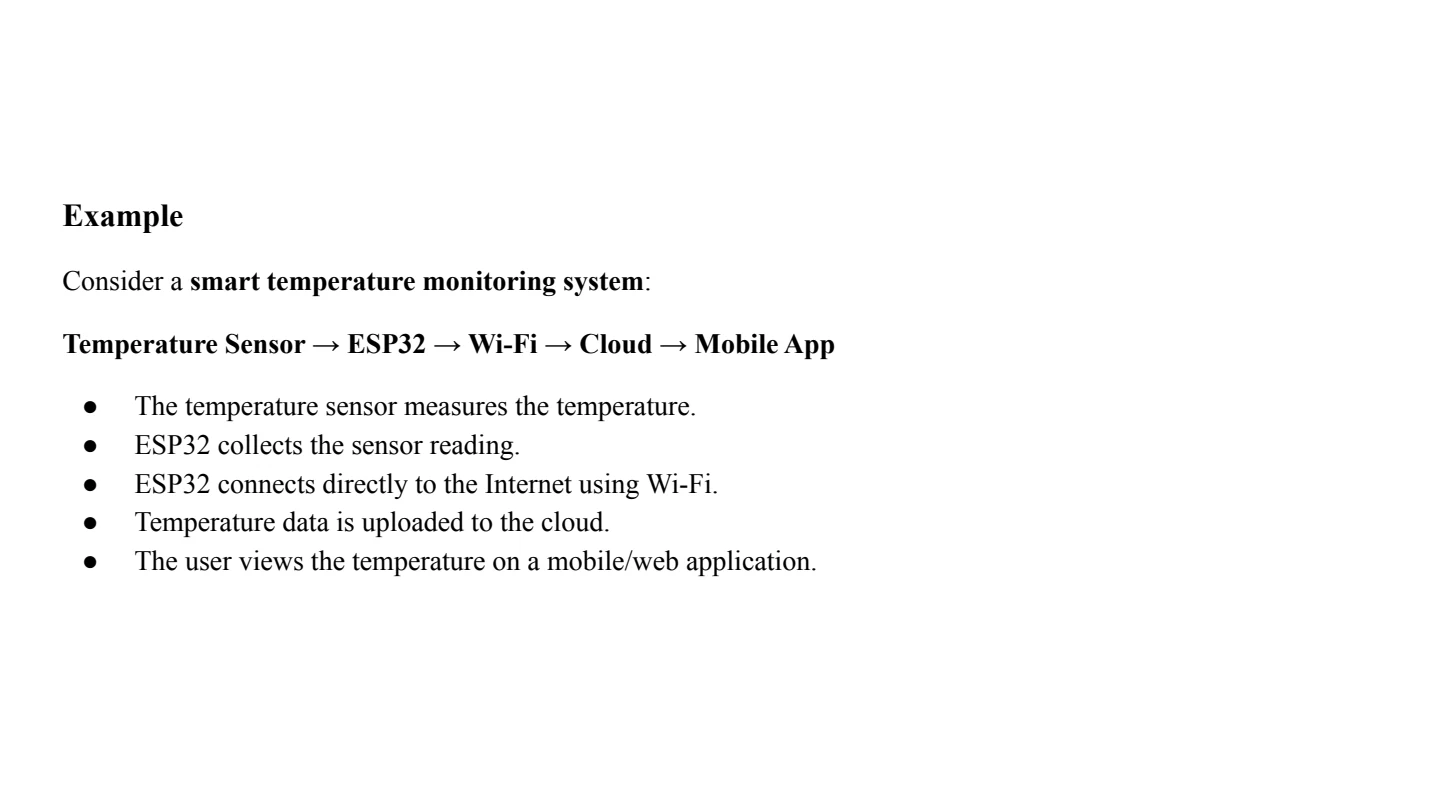 Example
Consider a smart temperature monitoring system:
Temperature Sensor → ESP32 → Wi-Fi → Cloud → Mobile App
● The temperature sensor measures the temperature.
● ESP32 collects the sensor reading.
● ESP32 connects directly to the Internet using Wi-Fi.
● Temperature data is uploaded to the cloud.
● The user views the temperature on a mobile/web application.